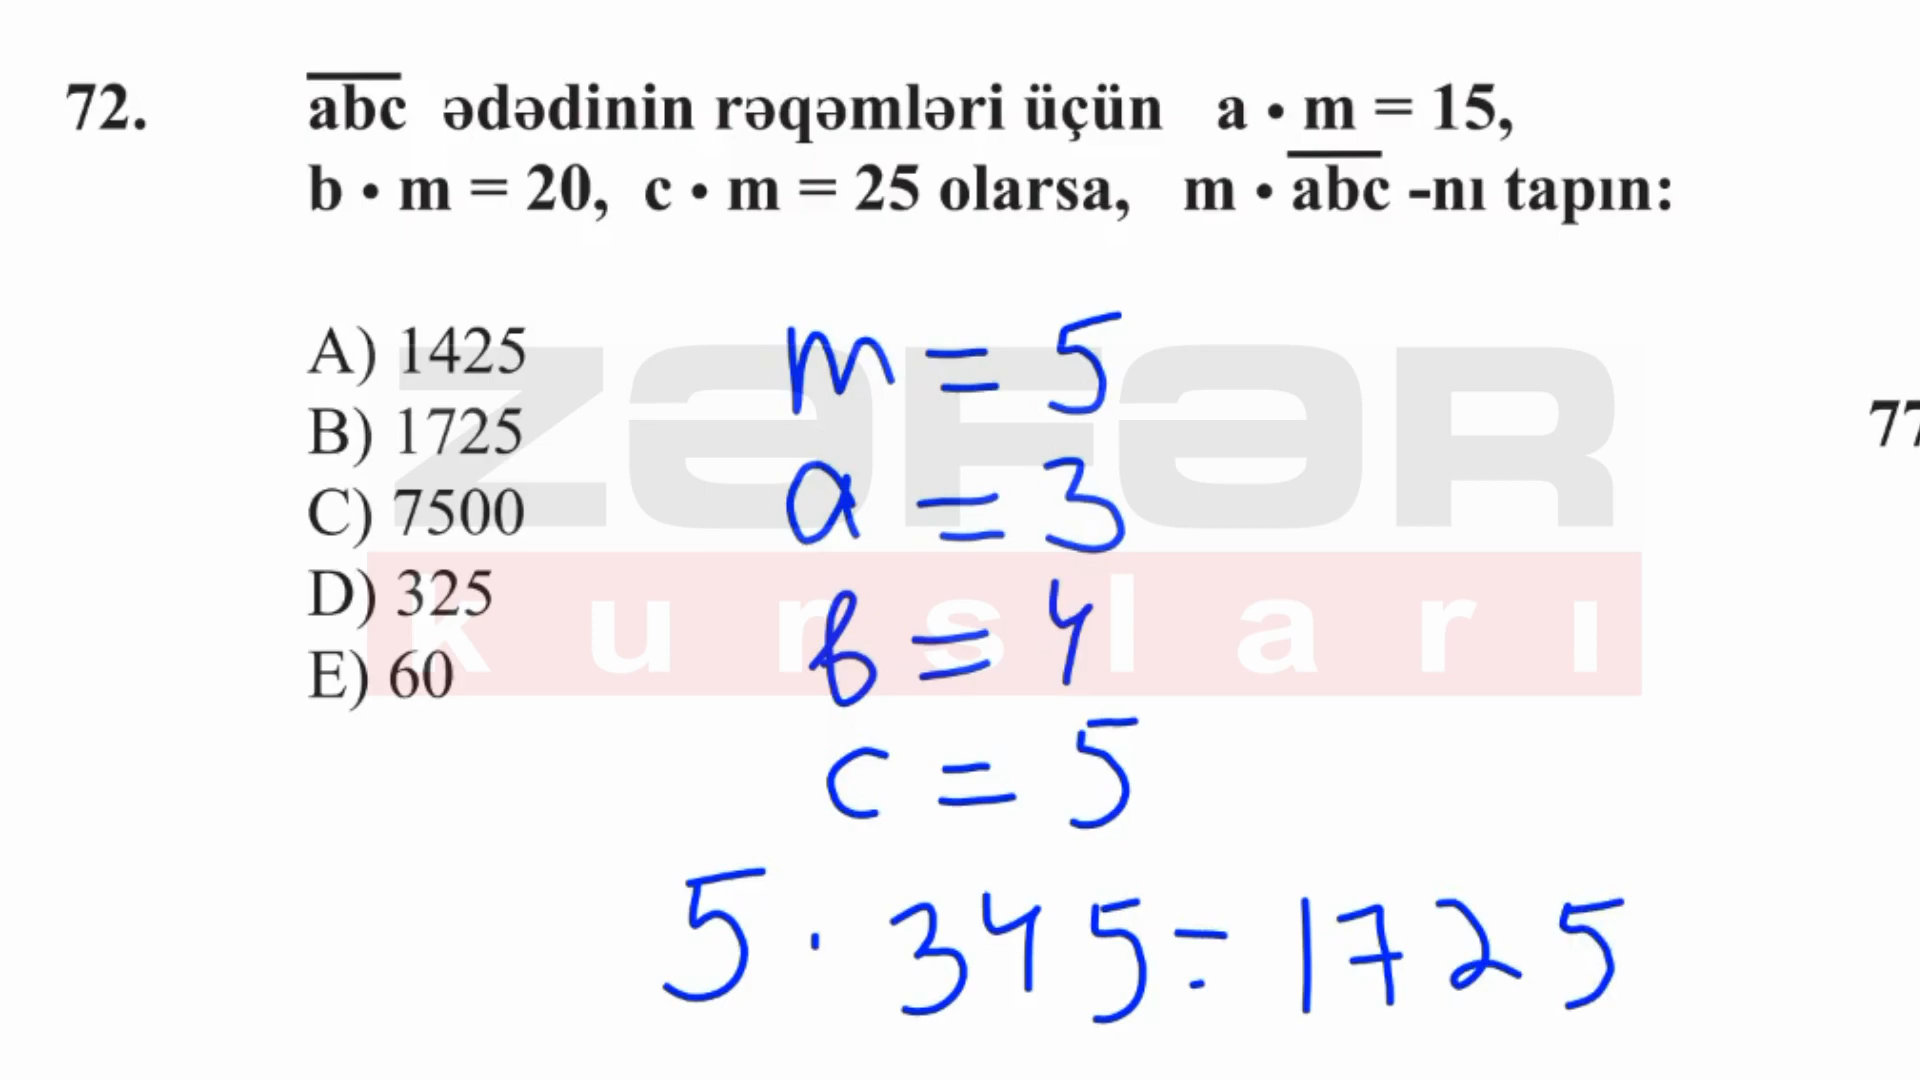 72. abc ədədinin rəqəmləri üçün a • m = 15,
b • m = 20, c • m = 25 olarsa, m • abc -nı tapın:
A) 1425
B) 1725
C) 7500
D) 325
E) 60
77
ZəFəR
kursları
m = 5
a = 3
b = 4
c = 5
5 · 345 = 1725